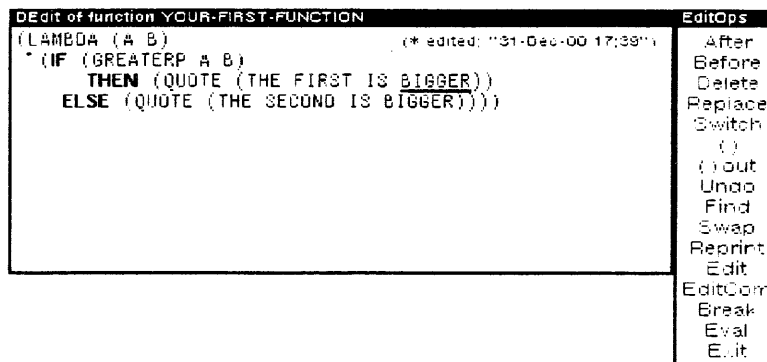 DEdit of function YOUR-FIRST-FUNCTION
(LAMBDA (A B) (* edited: "31-Dec-00 17:39")
(IF (GREATERP A B)
THEN (QUOTE (THE FIRST IS BIGGER))
ELSE (QUOTE (THE SECOND IS BIGGER))))
EditOps
After
Before
Delete
Replace
Switch
( )
( ) out
Undo
Find
Swap
Reprint
Edit
EditCom
Break
Eval
Exit